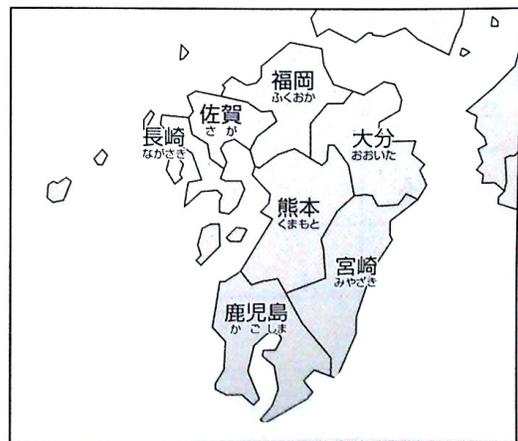 福岡
ふくおか
佐賀
さが
長崎
ながさき
大分
おおいた
熊本
くまもと
宮崎
みやざき
鹿児島
かごしま